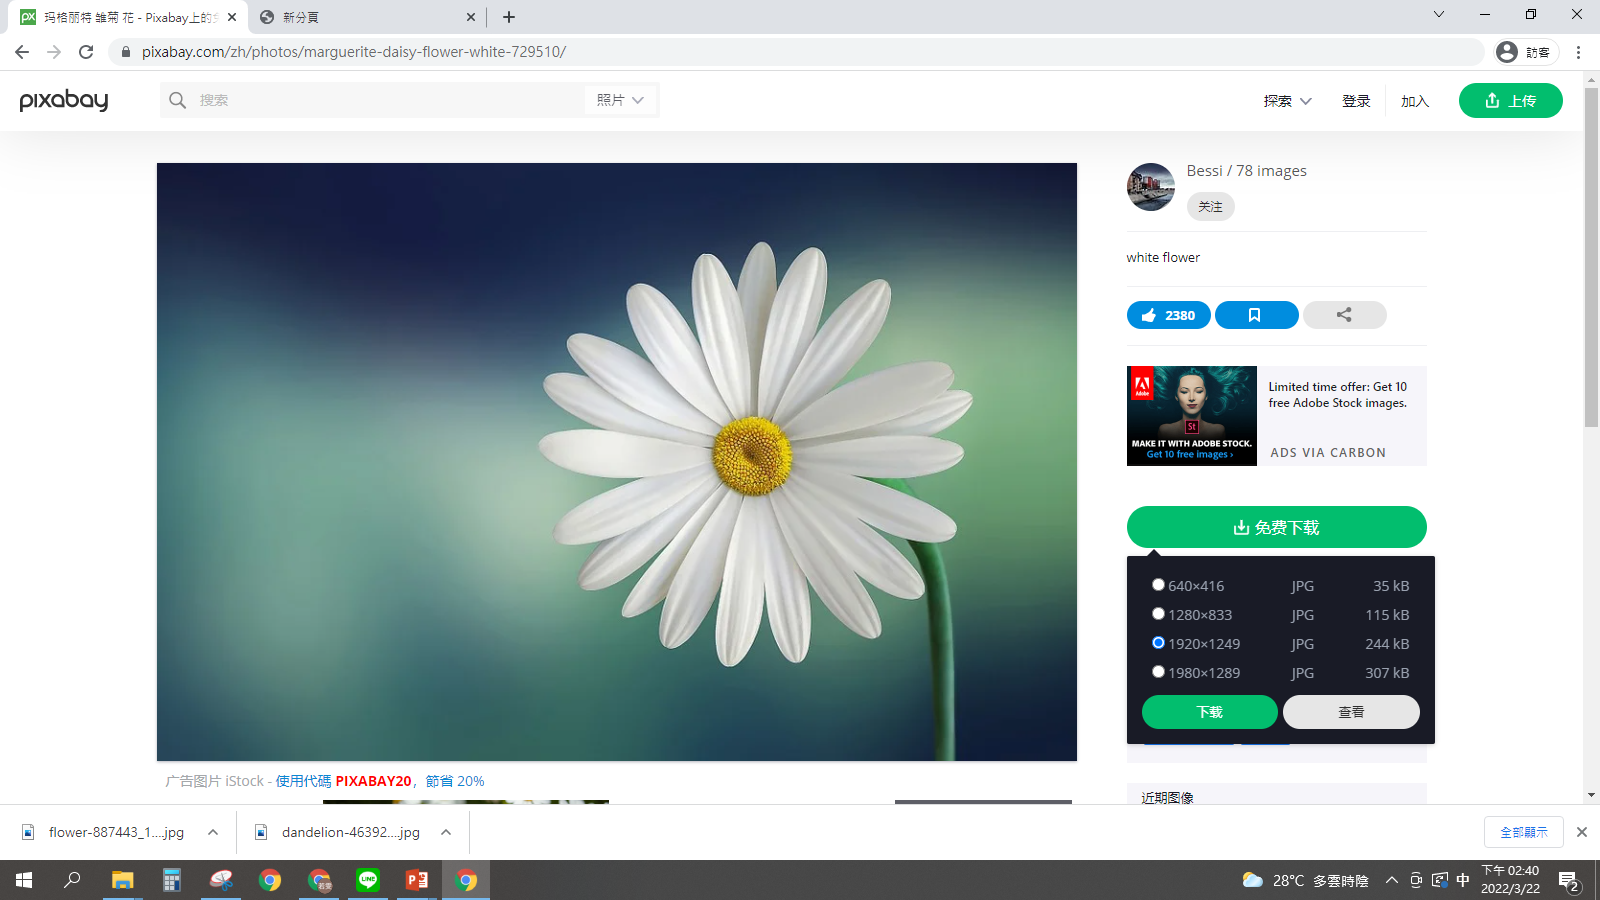 玛格丽特 雏菊 花 - Pixabay上的
新分頁
pixabay.com/zh/photos/marguerite-daisy-flower-white-729510/
訪客
pixabay
搜索
照片
探索
登录
加入
上传
Bessi / 78 images
关注
white flower
2380
Adobe
St
MAKE IT WITH ADOBE STOCK.
Get 10 free images ›
Limited time offer: Get 10
free Adobe Stock images.
ADS VIA CARBON
免费下载
640×416 JPG 35 kB
1280×833 JPG 115 kB
1920×1249 JPG 244 kB
1980×1289 JPG 307 kB
下载
查看
广告图片 iStock - 使用代碼 PIXABAY20，節省 20%
近期图像
flower-887443_1....jpg
dandelion-46392....jpg
全部顯示
28°C 多雲時陰
中
下午 02:40
2022/3/22
2